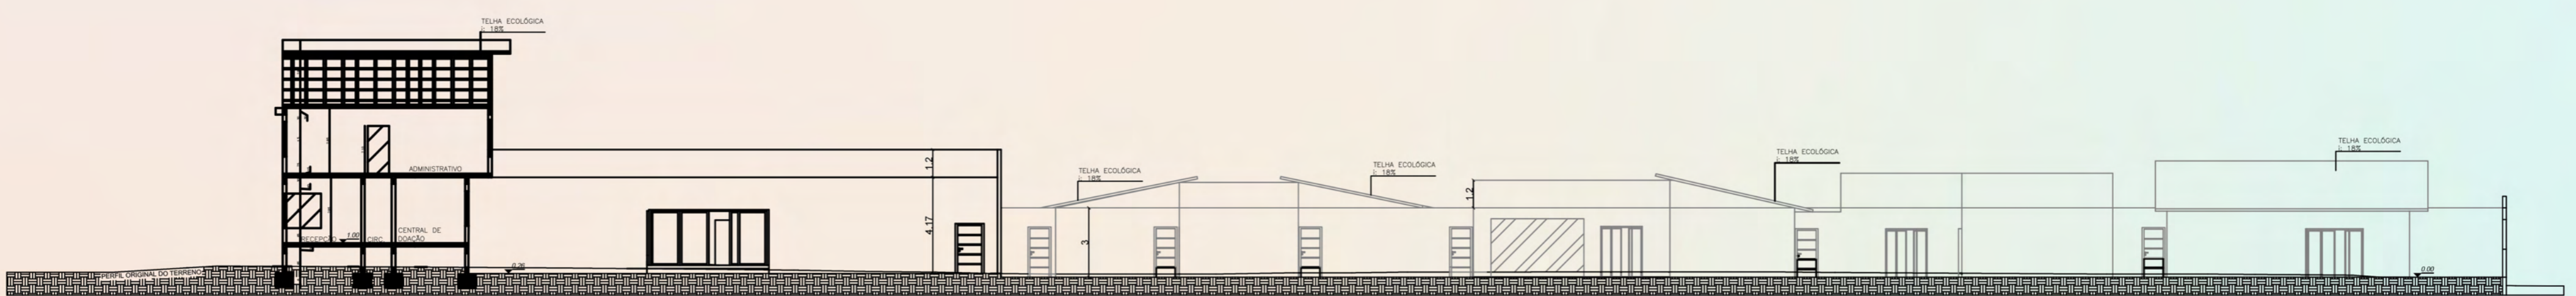 TELHA ECOLÓGICA
i: 18%
ADMINISTRATIVO
RECEPÇÃO
1.00
CIRC.
CENTRAL DE
DOAÇÃO
PERFIL ORIGINAL DO TERRENO
0.26
1.2
4.17
TELHA ECOLÓGICA
i: 18%
3
TELHA ECOLÓGICA
i: 18%
1.2
TELHA ECOLÓGICA
i: 18%
TELHA ECOLÓGICA
i: 18%
0.00